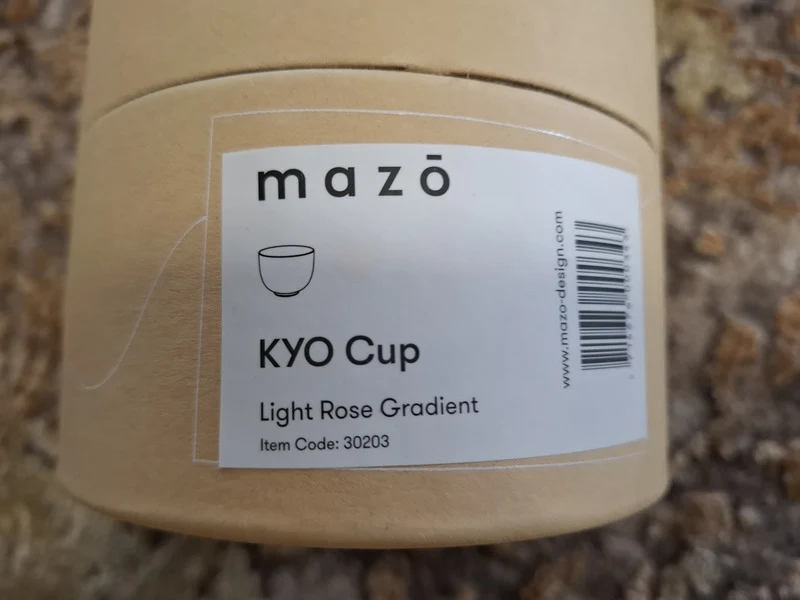 mazō
KYO Cup
Light Rose Gradient
Item Code: 30203
www.mazo-design.com